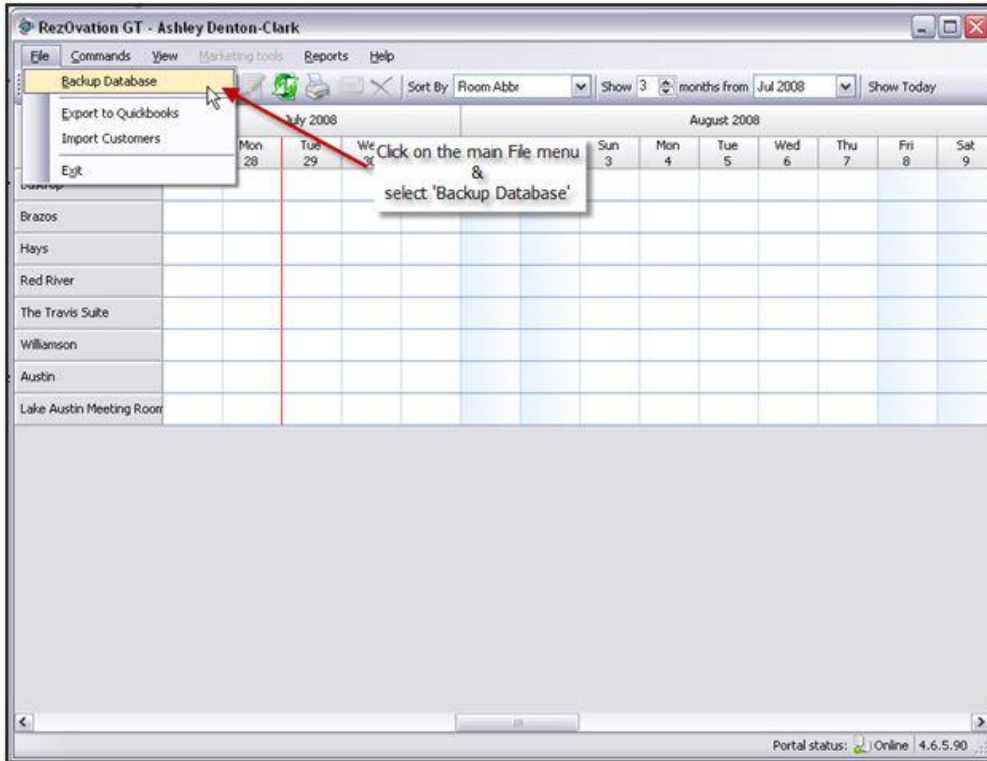 RezOvation GT - Ashley Denton-Clark
File Commands View Marketing tools Reports Help
Backup Database
Export to Quickbooks
Import Customers
Exit
Sort By Room Abbr Show 3 months from Jul 2008 Show Today
July 2008 August 2008
Mon Tue Sun Mon Tue Wed Thu Fri Sat
28 29 3 4 5 6 7 8 9
Click on the main File menu
&
select 'Backup Database'
Brazos
Hays
Red River
The Travis Suite
Williamson
Austin
Lake Austin Meeting Room
Portal status: Online 4.6.5.90